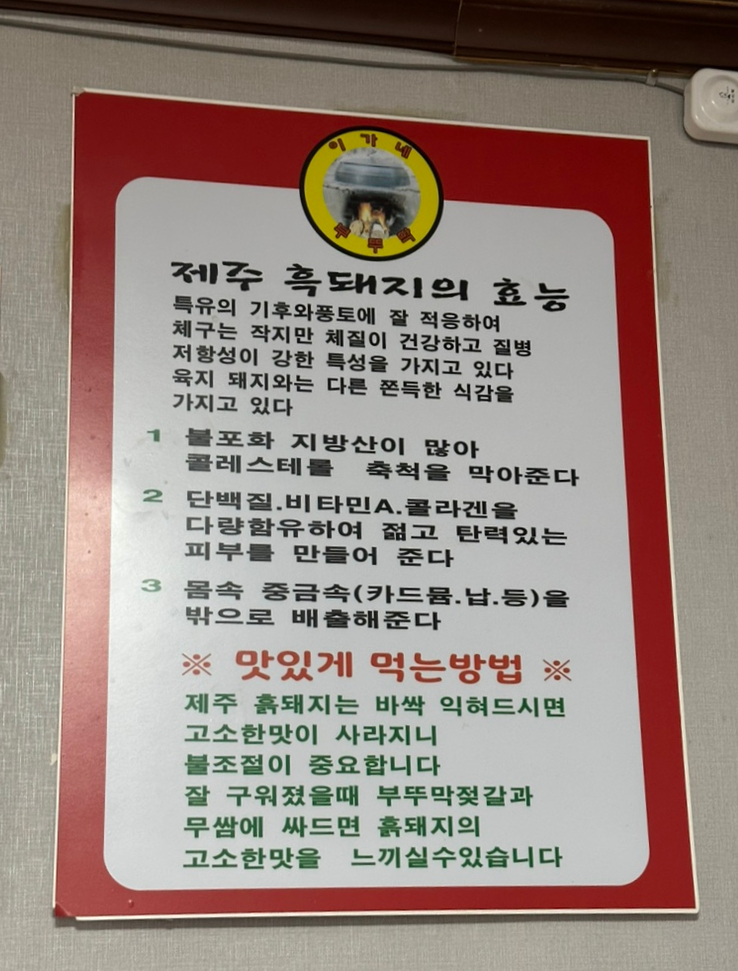 이가네
부뚜막
제주 흑돼지의 효능
특유의 기후와풍토에 잘 적응하여
체구는 작지만 체질이 건강하고 질병
저항성이 강한 특성을 가지고 있다
육지 돼지와는 다른 쫀득한 식감을
가지고 있다
1 불포화 지방산이 많아
콜레스테롤 축척을 막아준다
2 단백질.비타민A.콜라겐을
다량함유하여 젊고 탄력있는
피부를 만들어 준다
3 몸속 중금속(카드뮴.납.등)을
밖으로 배출해준다
※ 맛있게 먹는방법 ※
제주 흙돼지는 바싹 익혀드시면
고소한맛이 사라지니
불조절이 중요합니다
잘 구워졌을때 부뚜막젖갈과
무쌈에 싸드면 흙돼지의
고소한맛을 느끼실수있습니다